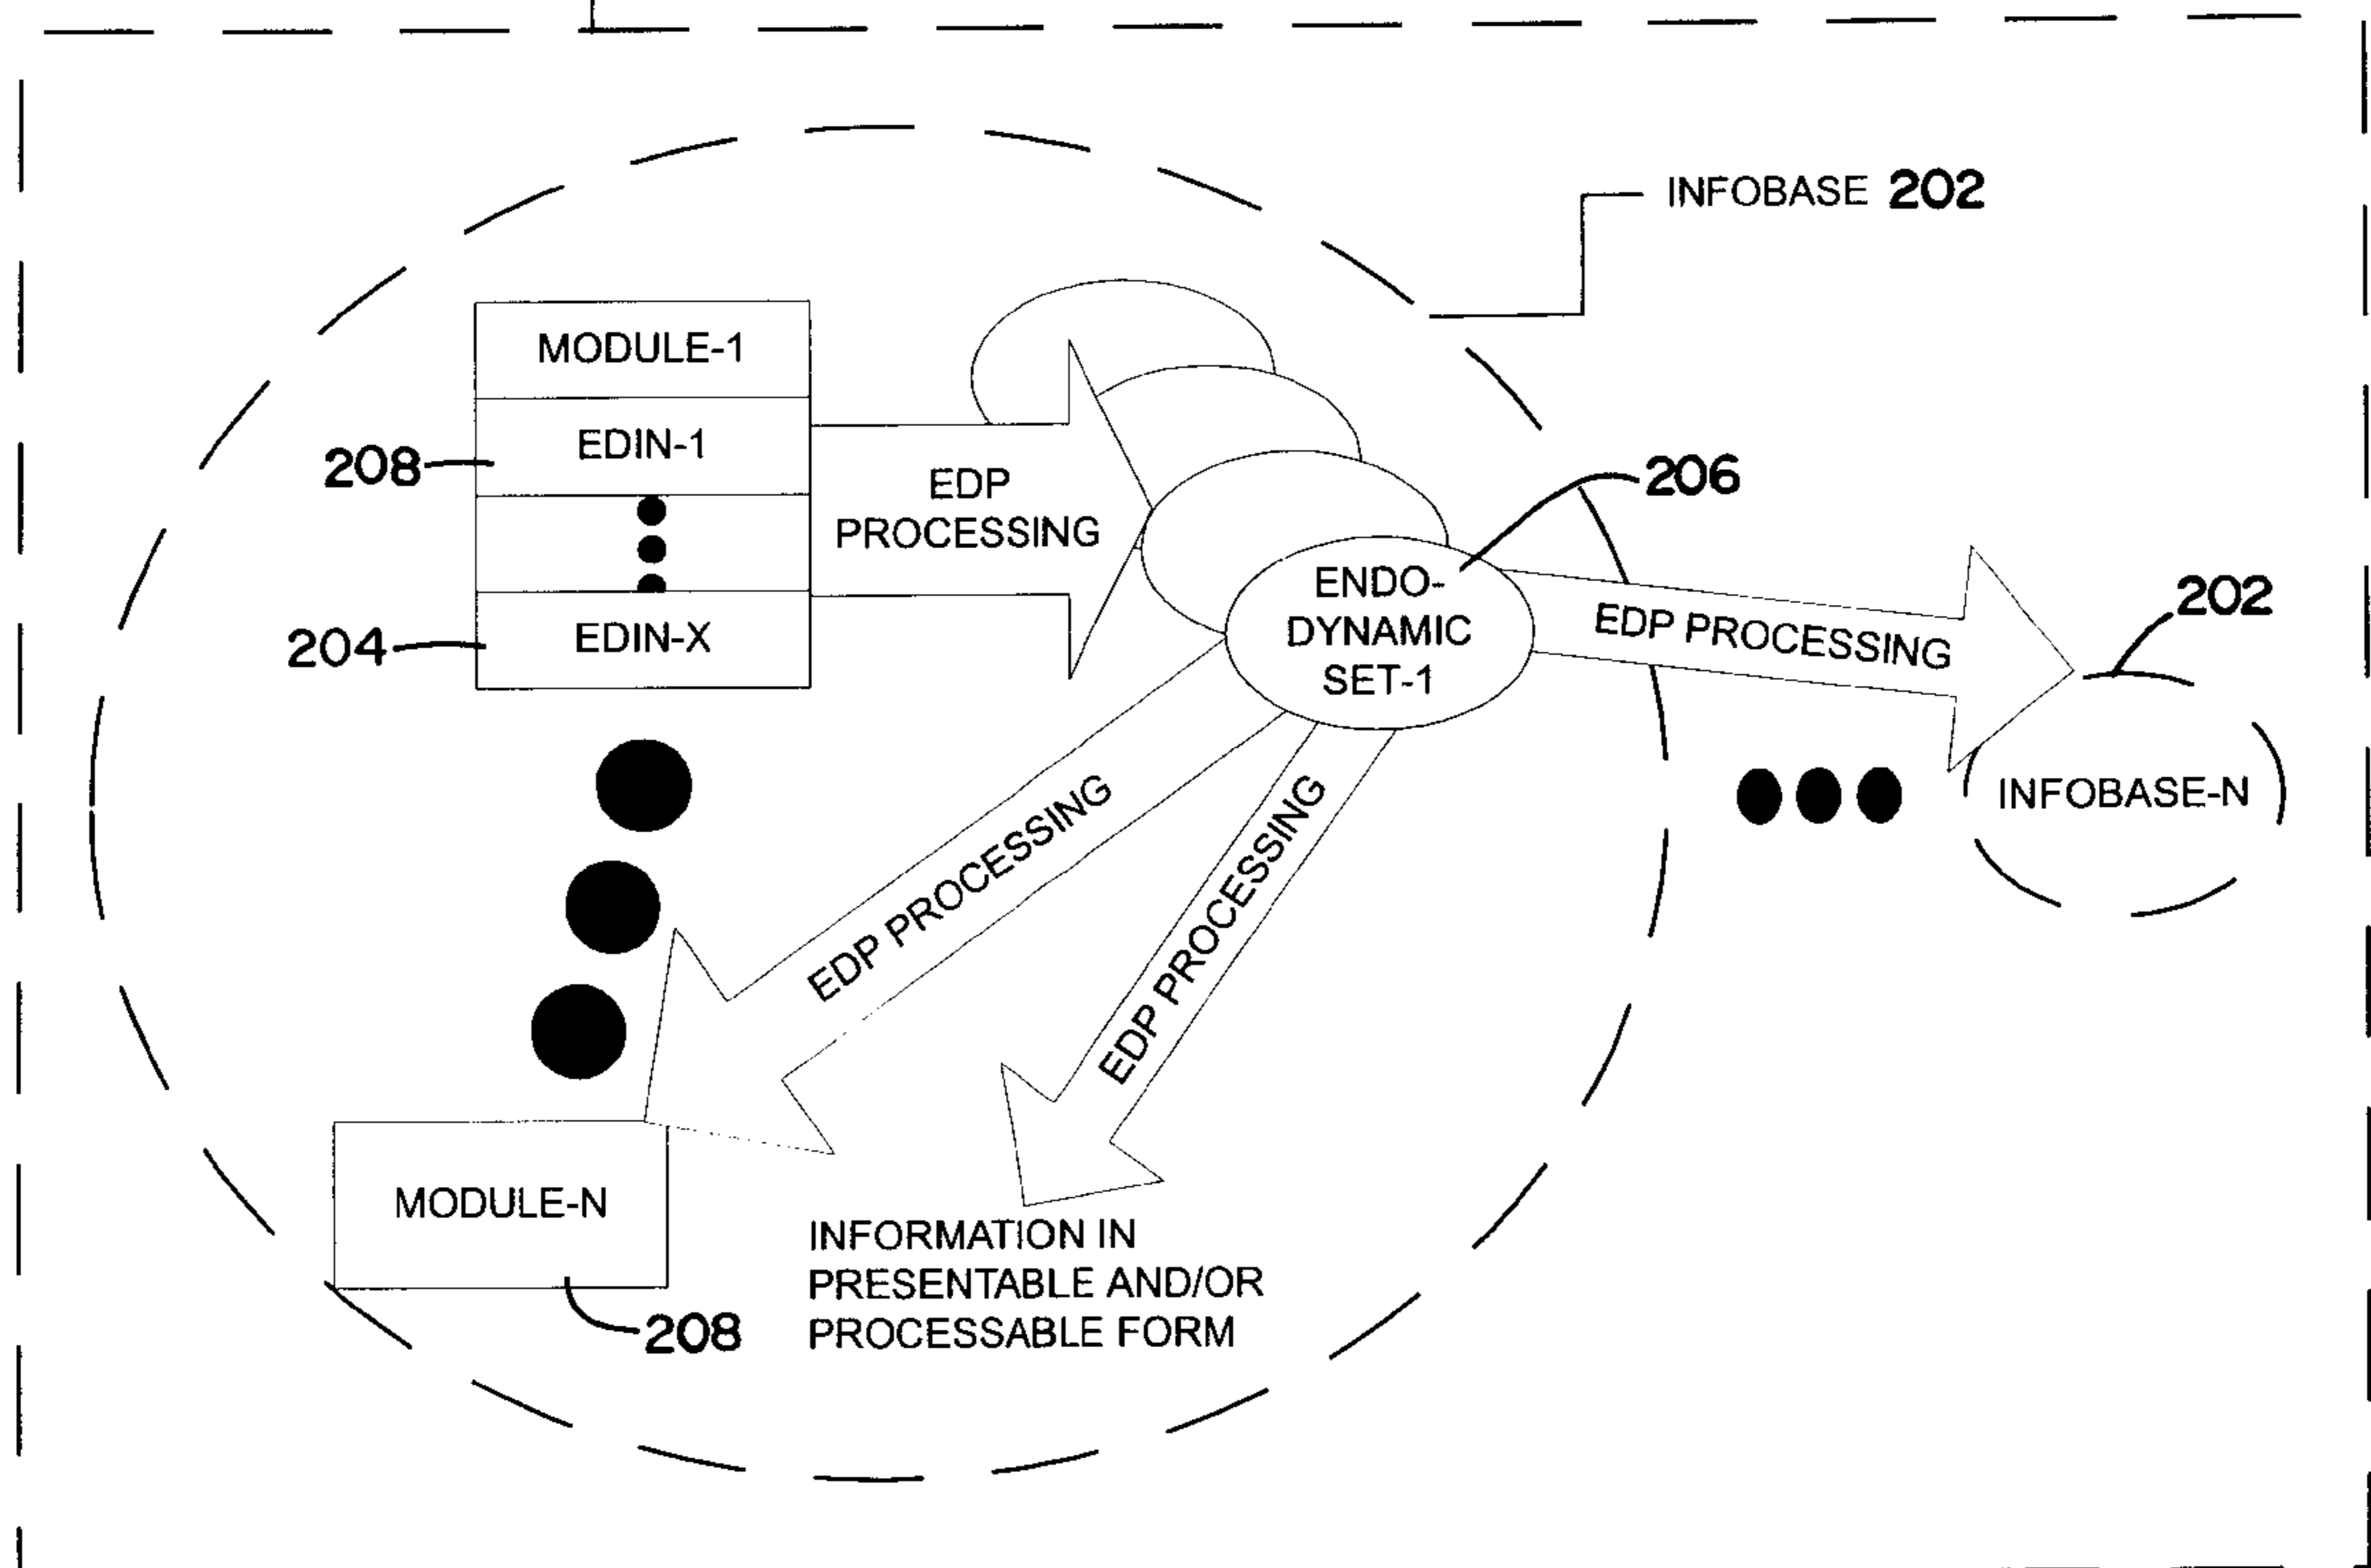 INFOBASE 202
MODULE-1
208
EDIN-1
EDP
PROCESSING
204
EDIN-X
206
ENDO-
DYNAMIC
SET-1
EDP PROCESSING
202
INFOBASE-N
EDP PROCESSING
EDP PROCESSING
MODULE-N
208
INFORMATION IN
PRESENTABLE AND/OR
PROCESSABLE FORM